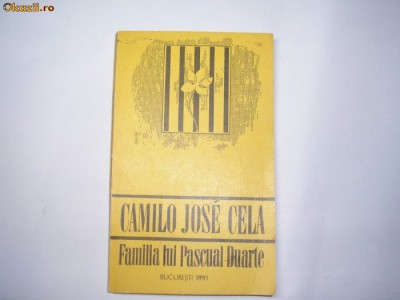 Okazii.ro
CAMILO JOSÉ CELA
Familia lui Pascual Duarte
BUCUREŞTI 1991